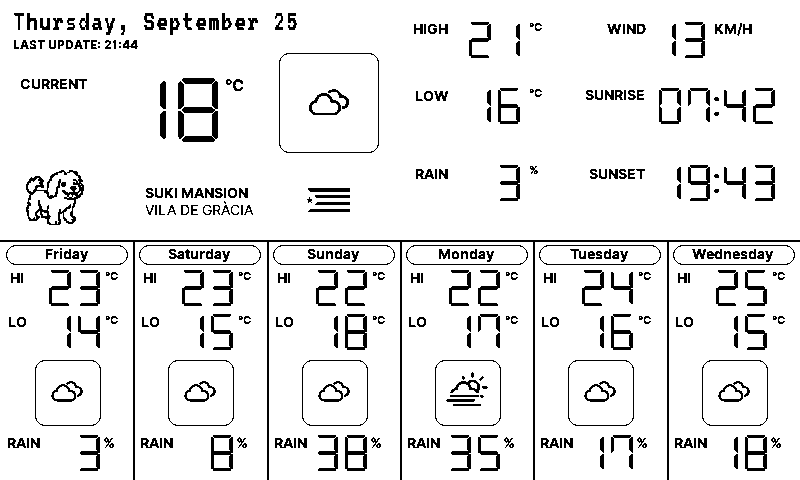 Thursday, September 25
LAST UPDATE: 21:44
CURRENT 18 °C
SUKI MANSION
VILA DE GRÀCIA
HIGH 21 °C
LOW 16 °C
RAIN 3 %
WIND 13 KM/H
SUNRISE 07:42
SUNSET 19:43
Friday
HI 23 °C
LO 14 °C
RAIN 3 %
Saturday
HI 23 °C
LO 15 °C
RAIN 8 %
Sunday
HI 22 °C
LO 18 °C
RAIN 38 %
Monday
HI 22 °C
LO 17 °C
RAIN 35 %
Tuesday
HI 24 °C
LO 16 °C
RAIN 17 %
Wednesday
HI 25 °C
LO 15 °C
RAIN 18 %